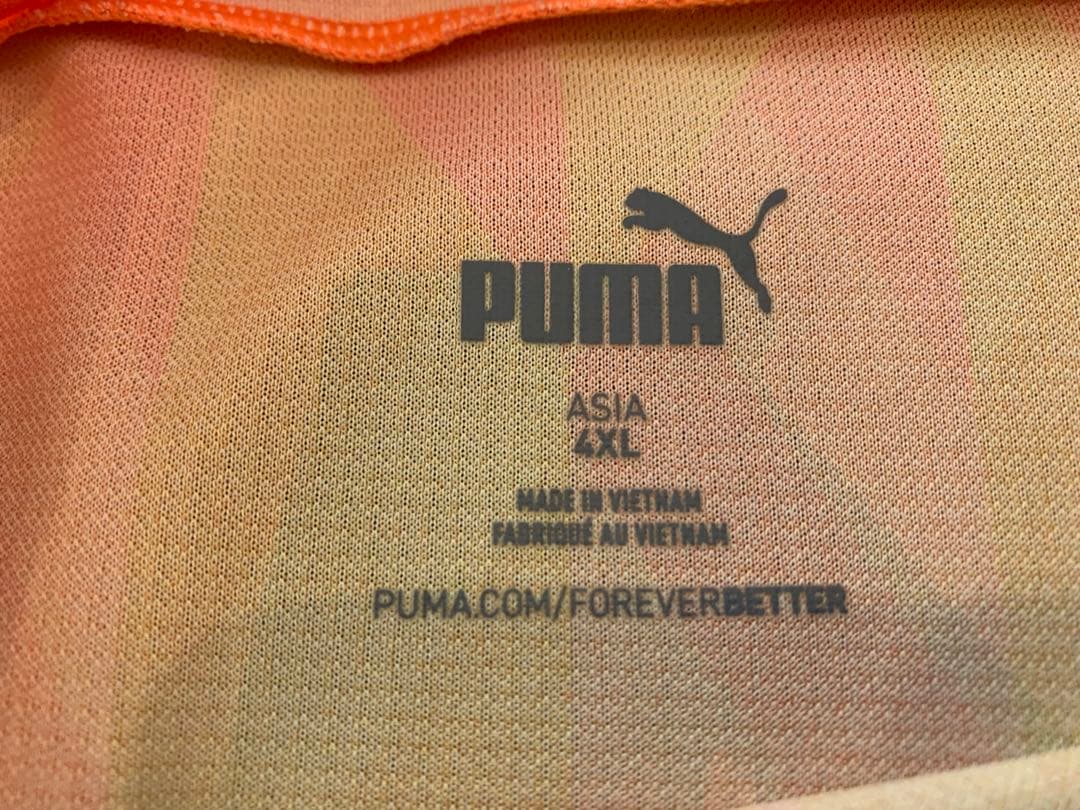 PUMA
ASIA
4XL
MADE IN VIETNAM
FABRIQUÉ AU VIETNAM
PUMA.COM/FOREVERBETTER